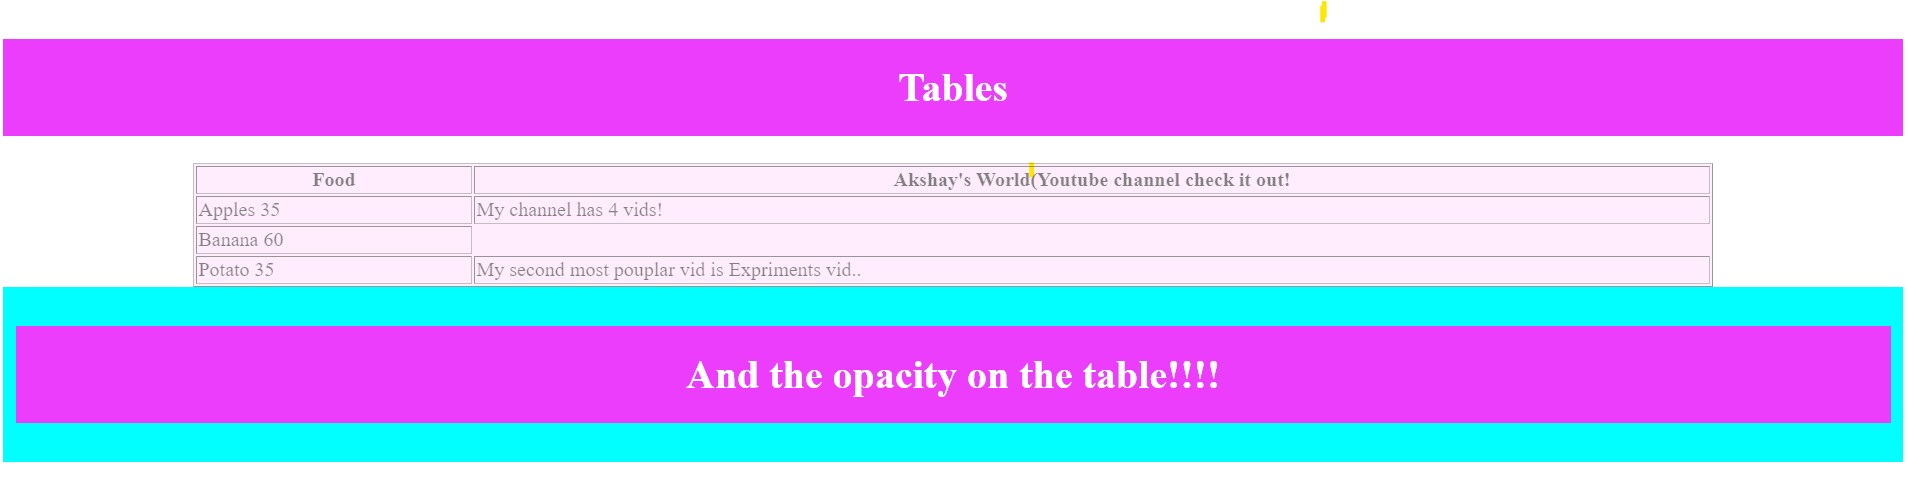 Tables
Food Akshay's World(Youtube channel check it out!
Apples 35 My channel has 4 vids!
Banana 60
Potato 35 My second most pouplar vid is Expriments vid..
And the opacity on the table!!!!